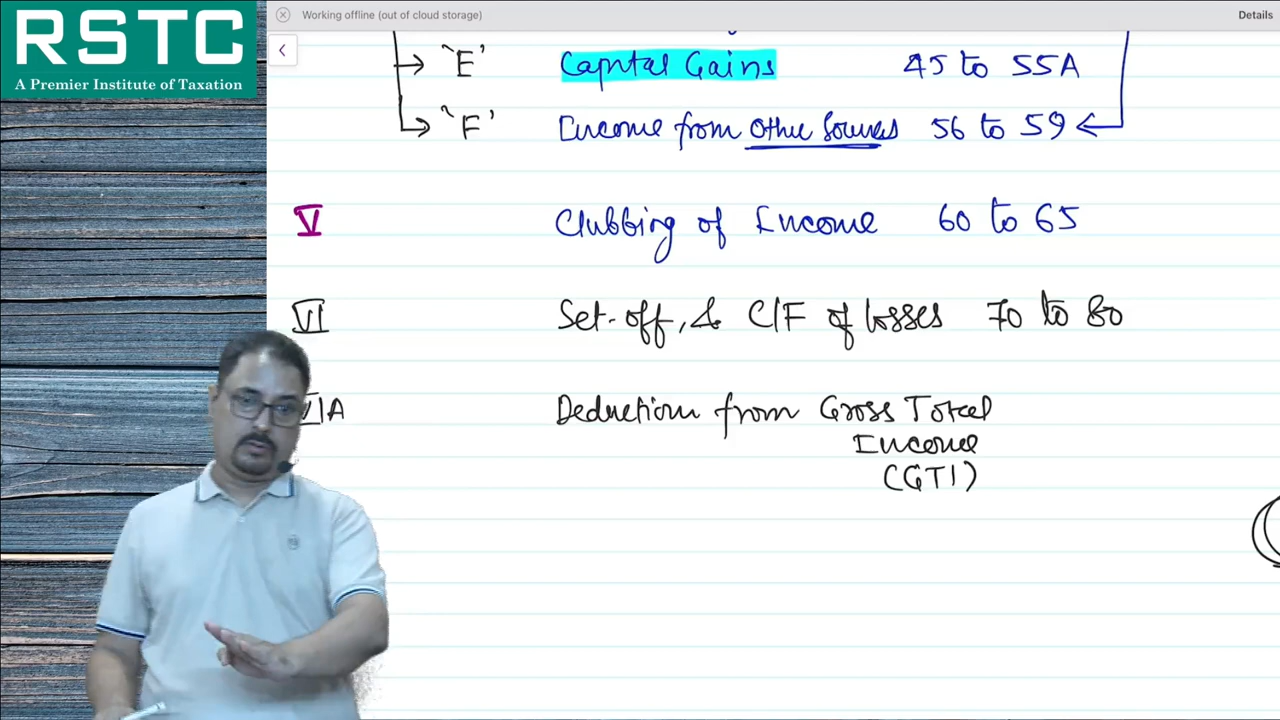 RSTC
A Premier Institute of Taxation
Working offline (out of cloud storage)
Details
→ 'E' Capital Gains 45 to 55A
→ 'F' Income from Other Sources 56 to 59 ←
V Clubbing of Income 60 to 65
VI Set-off, & C/F of losses 70 to 80
VIA Deductions from Gross Total
Income
(GTI)